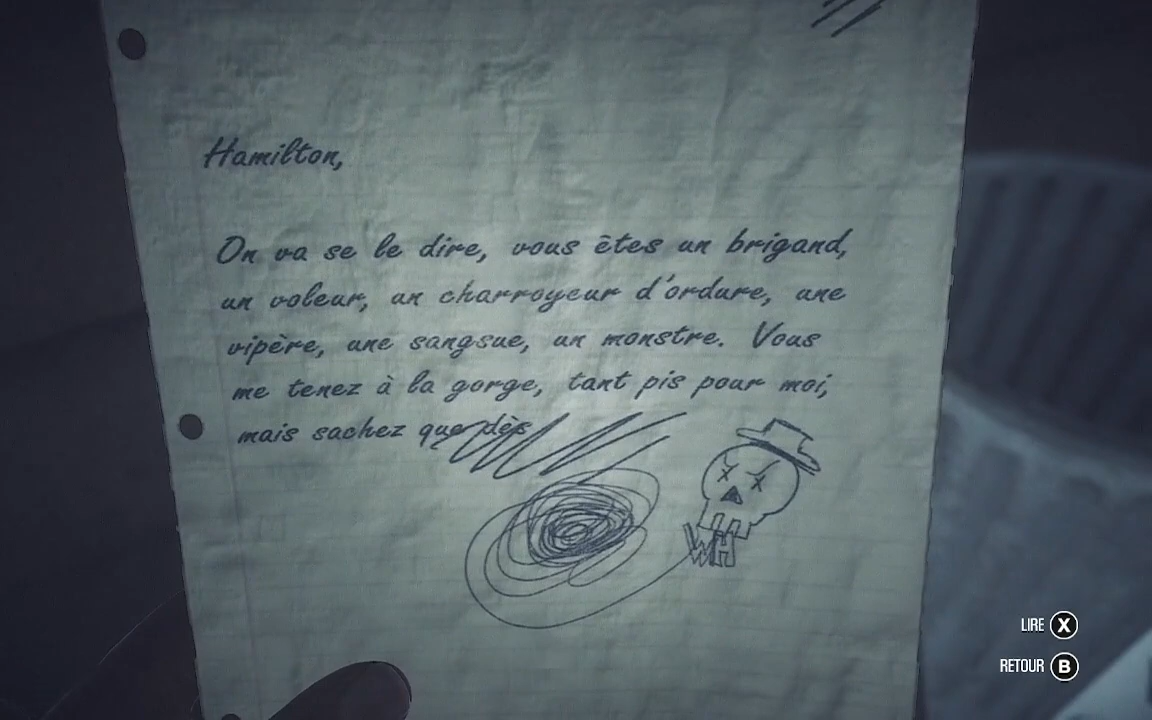 Hamilton,
On va se le dire, vous êtes un brigand,
un voleur, un charroyeur d'ordure, une
vipère, une sangsue, un monstre. Vous
me tenez à la gorge, tant pis pour moi,
mais sachez que dès
WH
LIRE X
RETOUR B